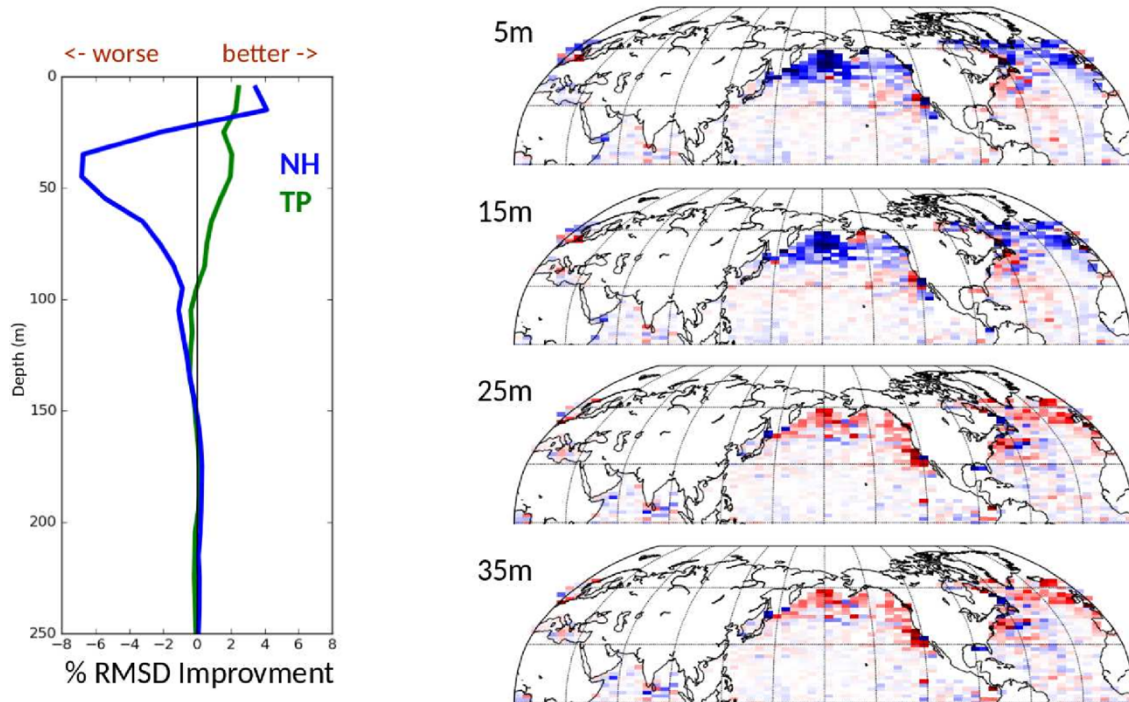 <- worse better ->
0
50
100
150
200
250
Depth (m)
NH
TP
-8 -6 -4 -2 0 2 4 6 8
% RMSD Improvment
5m
15m
25m
35m